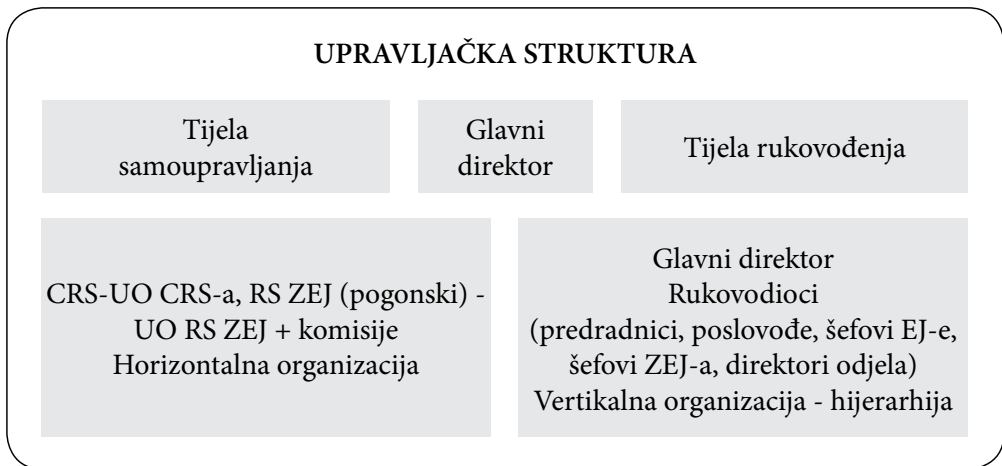 UPRAVLJAČKA STRUKTURA
Tijela
samoupravljanja
Glavni
direktor
Tijela rukovođenja
CRS-UO CRS-a, RS ZEJ (pogonski) -
UO RS ZEJ + komisije
Horizontalna organizacija
Glavni direktor
Rukovodioci
(predradnici, poslovođe, šefovi EJ-e,
šefovi ZEJ-a, direktori odjela)
Vertikalna organizacija - hijerarhija